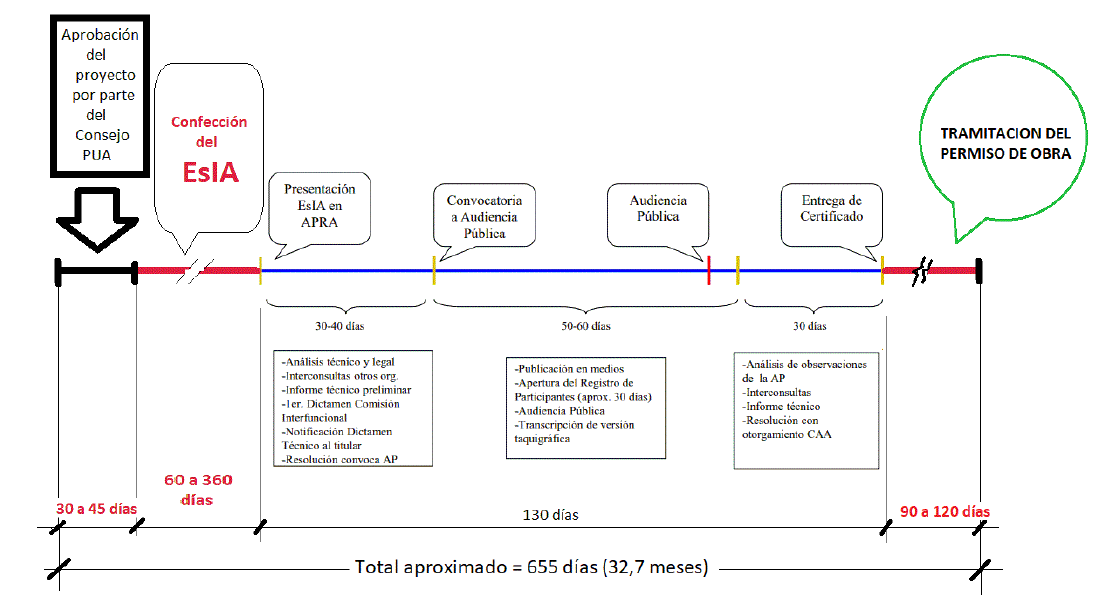 Aprobación
del
proyecto
por parte
del
Consejo
PUA
Confección
del
EsIA
Presentación
EsIA en
APRA
Convocatoria
a Audiencia
Pública
Audiencia
Pública
Entrega de
Certificado
TRAMITACION DEL
PERMISO DE OBRA
30-40 días
50-60 días
30 días
-Análisis técnico y legal
-Interconsultas otros org.
-Informe técnico preliminar
-1er. Dictamen Comisión
Interfuncional
-Notificación Dictamen
Técnico al titular
-Resolución convoca AP
-Publicación en medios
-Apertura del Registro de
Participantes (aprox. 30 días)
-Audiencia Pública
-Transcripción de versión
taquigráfica
-Análisis de observaciones
de la AP
-Interconsultas
-Informe técnico
-Resolución con
otorgamiento CAA
30 a 45 días
60 a 360
días
130 días
90 a 120 días
Total aproximado = 655 días (32,7 meses)